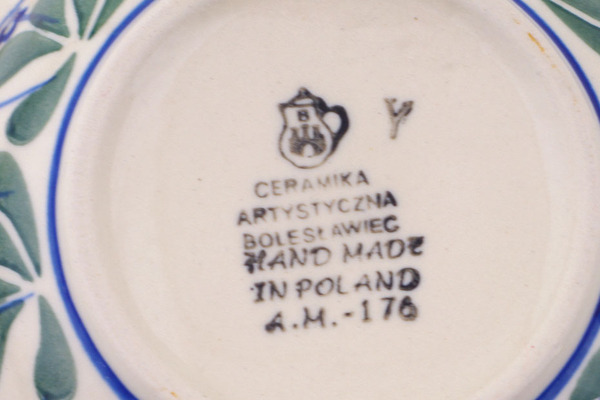 B
Y
CERAMIKA
ARTYSTYCZNA
BOLESŁAWIEC
HAND MADE
IN POLAND
A.M.-176